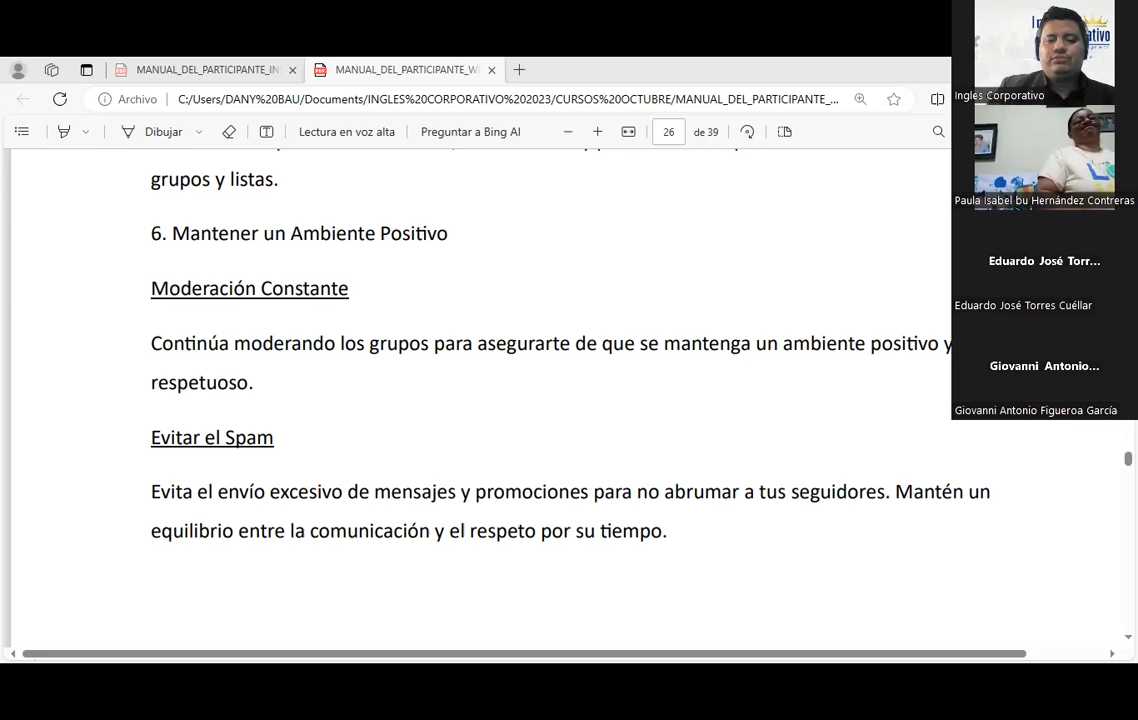 MANUAL_DEL_PARTICIPANTE_IN
MANUAL_DEL_PARTICIPANTE_W
Archivo
C:/Users/DANY%20BAU/Documents/INGLES%20CORPORATIVO%202023/CURSOS%20OCTUBRE/MANUAL_DEL_PARTICIPANTE_...
Dibujar
Lectura en voz alta
Preguntar a Bing AI
26
de 39
grupos y listas.
6. Mantener un Ambiente Positivo
Moderación Constante
Continúa moderando los grupos para asegurarte de que se mantenga un ambiente positivo y
respetuoso.
Evitar el Spam
Evita el envío excesivo de mensajes y promociones para no abrumar a tus seguidores. Mantén un
equilibrio entre la comunicación y el respeto por su tiempo.
Ingles Corporativo
Paula Isabel bu Hernández Contreras
Eduardo José Torr...
Eduardo José Torres Cuéllar
Giovanni Antonio...
Giovanni Antonio Figueroa García